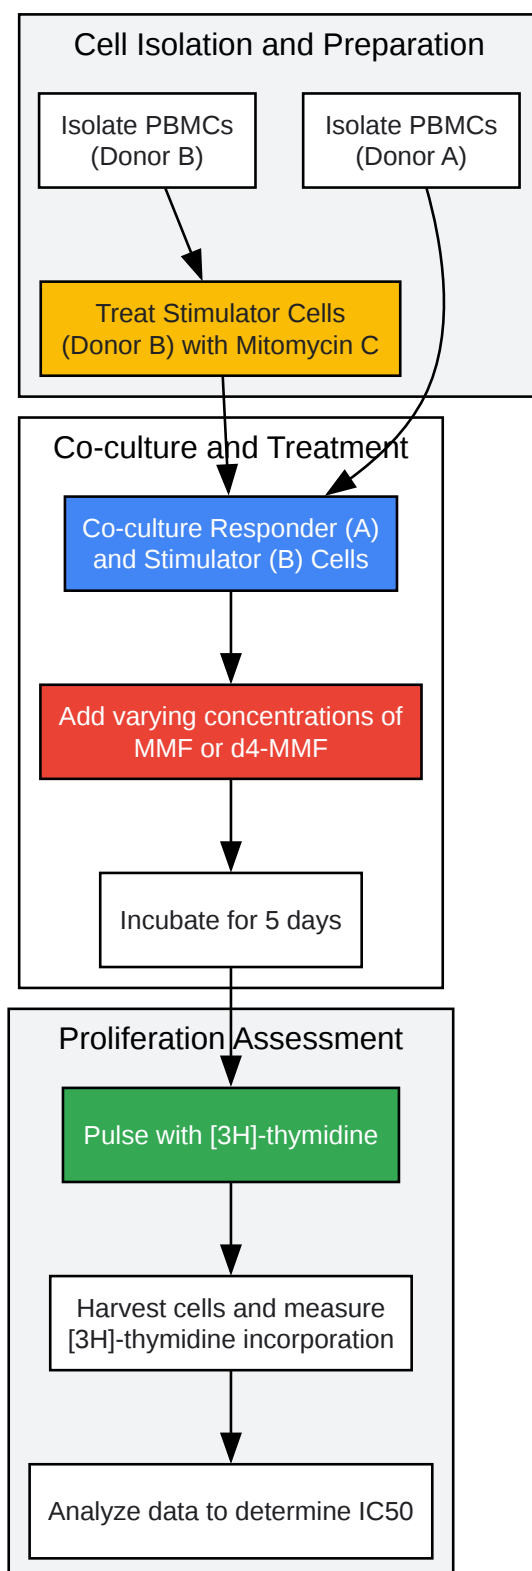 Cell Isolation and Preparation
Isolate PBMCs
(Donor B)
Isolate PBMCs
(Donor A)
Treat Stimulator Cells
(Donor B) with Mitomycin C
Co-culture and Treatment
Co-culture Responder (A)
and Stimulator (B) Cells
Add varying concentrations of
MMF or d4-MMF
Incubate for 5 days
Proliferation Assessment
Pulse with [3H]-thymidine
Harvest cells and measure
[3H]-thymidine incorporation
Analyze data to determine IC50